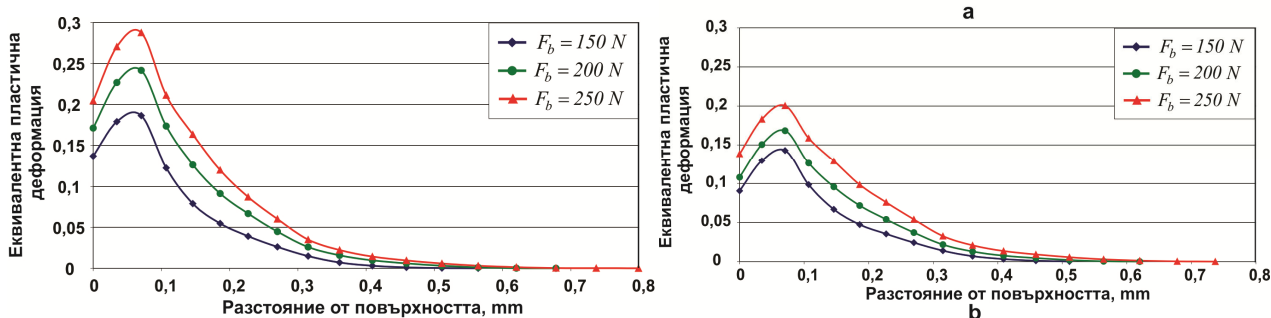 0,3
0,25
0,2
0,15
0,1
0,05
0
Еквивалентна пластична
деформация
F_b = 150 N
F_b = 200 N
F_b = 250 N
0 0,1 0,2 0,3 0,4 0,5 0,6 0,7 0,8
Разстояние от повърхността, mm
a
0,3
0,25
0,2
0,15
0,1
0,05
0
Еквивалентна пластична
деформация
F_b = 150 N
F_b = 200 N
F_b = 250 N
0 0,1 0,2 0,3 0,4 0,5 0,6 0,7 0,8
Разстояние от повърхността, mm
b